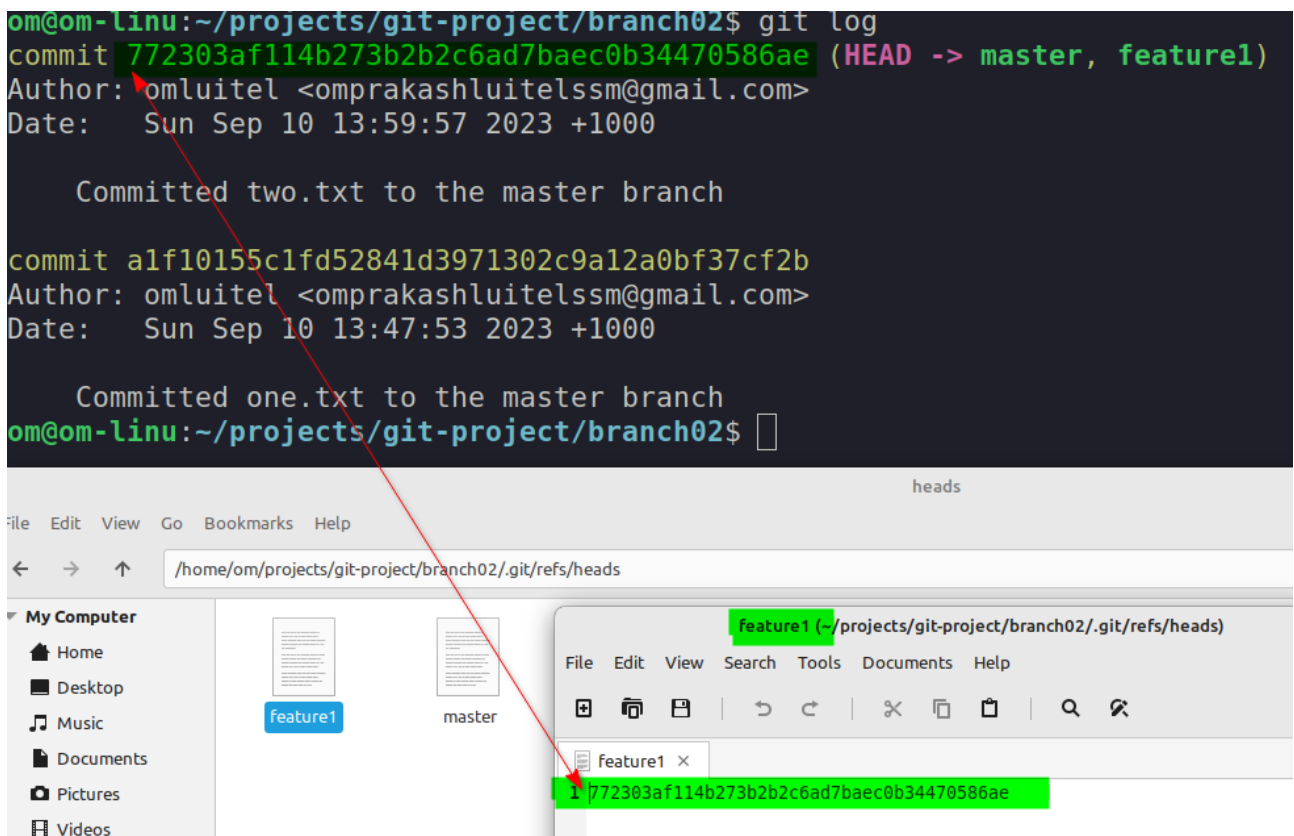 om@om-linu:~/projects/git-project/branch02$ git log
commit 772303af114b273b2b2c6ad7baec0b34470586ae (HEAD -> master, feature1)
Author: omluitel <omprakashluitelssm@gmail.com>
Date:   Sun Sep 10 13:59:57 2023 +1000
Committed two.txt to the master branch
commit a1f10155c1fd52841d3971302c9a12a0bf37cf2b
Author: omluitel <omprakashluitelssm@gmail.com>
Date:   Sun Sep 10 13:47:53 2023 +1000
Committed one.txt to the master branch
om@om-linu:~/projects/git-project/branch02$
heads
File Edit View Go Bookmarks Help
/home/om/projects/git-project/branch02/.git/refs/heads
My Computer
Home
Desktop
Music
Documents
Pictures
Videos
feature1
master
feature1 (~/projects/git-project/branch02/.git/refs/heads)
File Edit View Search Tools Documents Help
feature1
1 772303af114b273b2b2c6ad7baec0b34470586ae